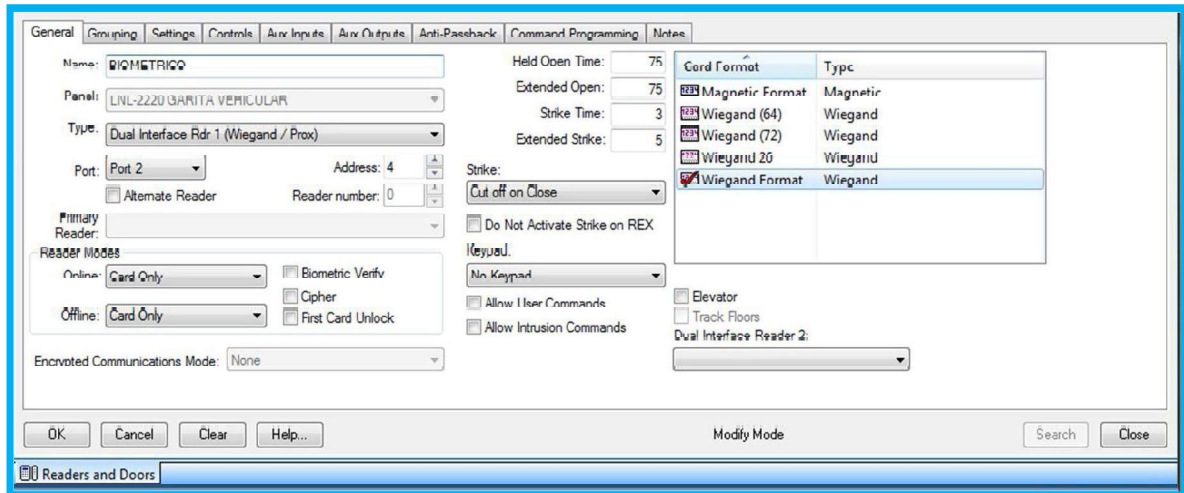 General Grouping Settings Controls Aux Inputs Aux Outputs Anti-Passback Command Programming Notes
Name: BIOMETRICO
Panel: LNL-2220 GARITA VEHICULAR
Type: Dual Interface Rdr 1 (Wiegand / Prox)
Port: Port 2 Address: 4
Alternate Reader Reader number: 0
Primary
Reader:
Reader Modes
Online: Card Only Biometric Verify
Cipher
Offline: Card Only First Card Unlock
Encrypted Communications Mode: None
Held Open Time: 75
Extended Open: 75
Strike Time: 3
Extended Strike: 5
Strike:
Cut off on Close
Do Not Activate Strike on REX
Keypad:
No Keypad
Allow User Commands
Allow Intrusion Commands
Card Format Type
Magnetic Format Magnetic
Wiegand (64) Wiegand
Wiegand (72) Wiegand
Wiegand 26 Wiegand
Wiegand Format Wiegand
Elevator
Track Floors
Dual Interface Reader 2:
OK Cancel Clear Help... Modify Mode Search Close
Readers and Doors